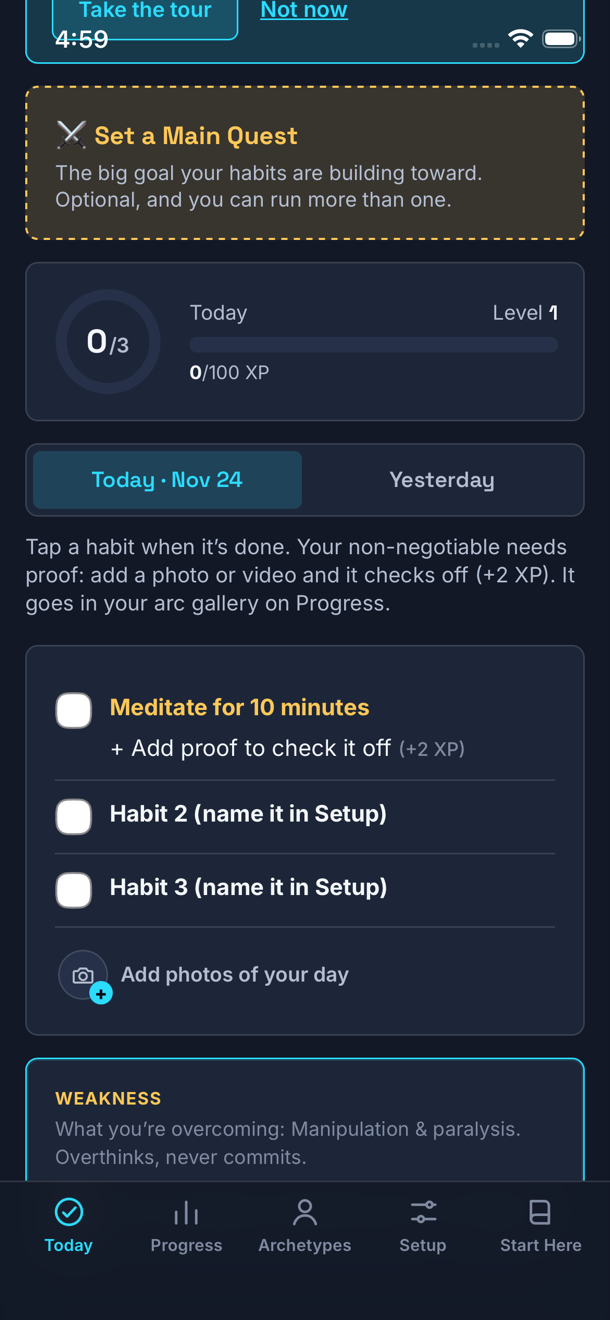 Take the tour
Not now
4:59
⚔️ Set a Main Quest
The big goal your habits are building toward.
Optional, and you can run more than one.
0/3
Today
Level 1
0/100 XP
Today · Nov 24
Yesterday
Tap a habit when it’s done. Your non-negotiable needs
proof: add a photo or video and it checks off (+2 XP). It
goes in your arc gallery on Progress.
Meditate for 10 minutes
+ Add proof to check it off (+2 XP)
Habit 2 (name it in Setup)
Habit 3 (name it in Setup)
Add photos of your day
WEAKNESS
What you’re overcoming: Manipulation & paralysis.
Overthinks, never commits.
Today
Progress
Archetypes
Setup
Start Here